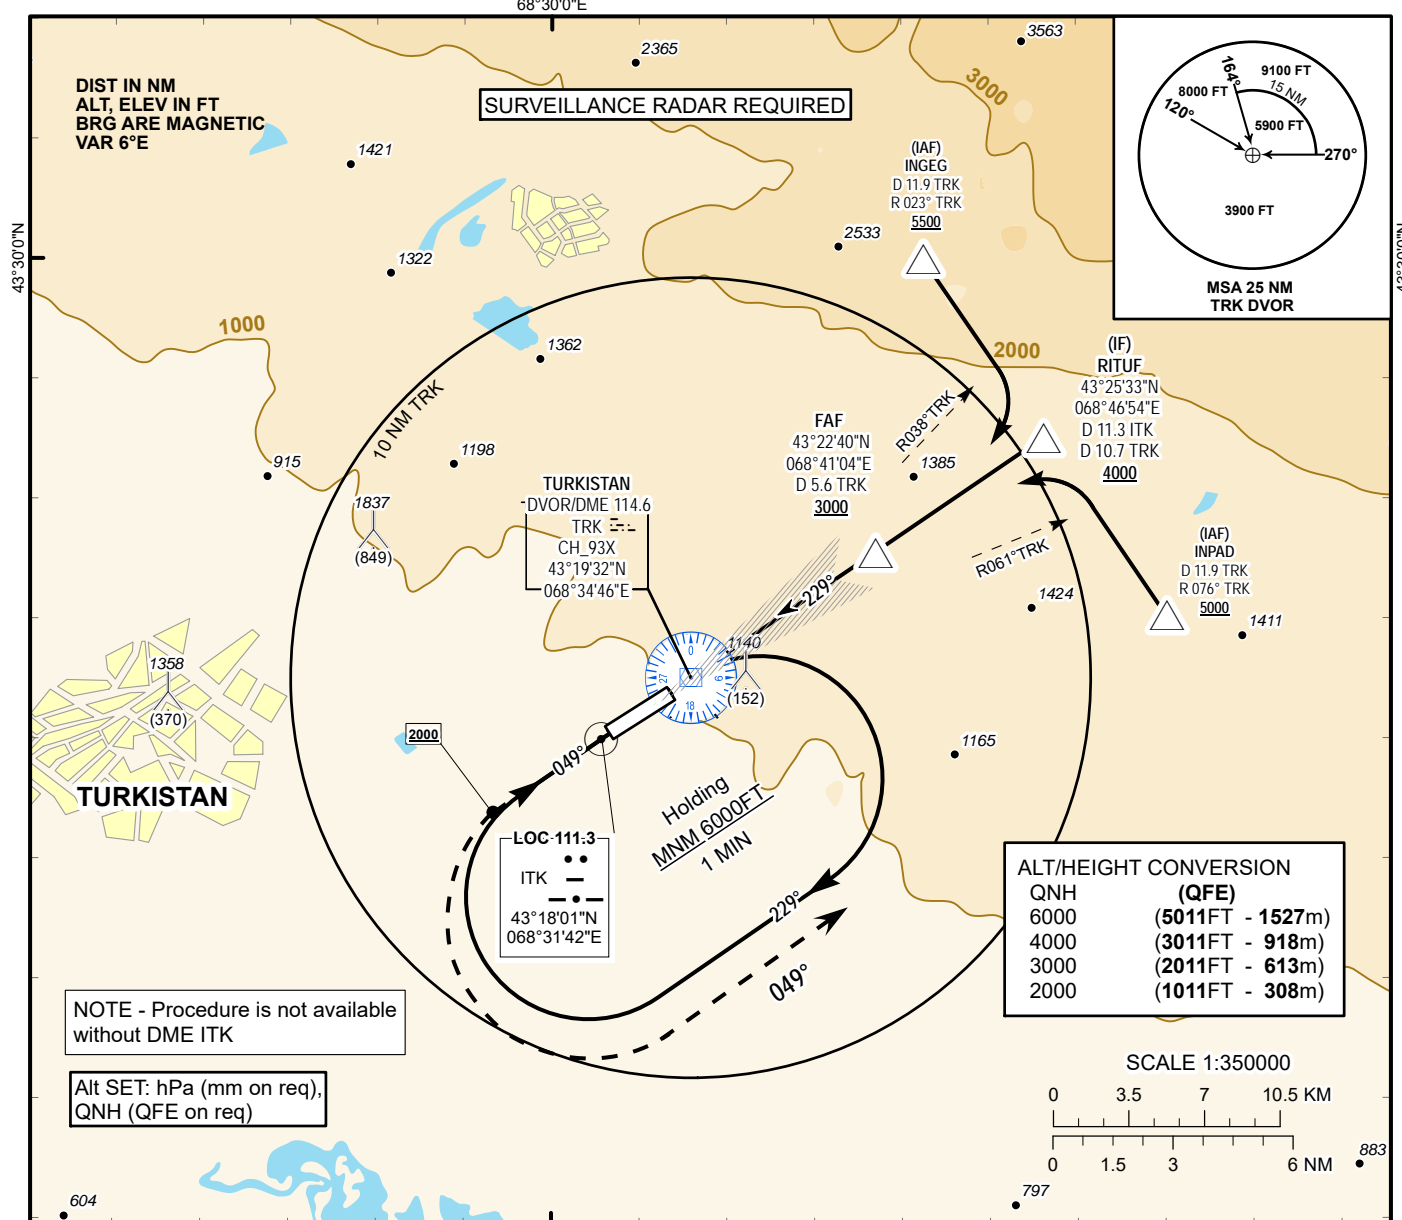 68°30'0"E
3563
2365
DIST IN NM
ALT, ELEV IN FT
BRG ARE MAGNETIC
VAR 6°E
SURVEILLANCE RADAR REQUIRED
3000
164°
9100 FT
15 NM
8000 FT
120°
5900 FT
270°
3900 FT
MSA 25 NM
TRK DVOR
1421
(IAF)
INGEG
D 11.9 TRK
R 023° TRK
5500
2533
1322
43°30'0"N
43°30'0"N
1000
1362
2000
(IF)
RITUF
43°25'33"N
068°46'54"E
D 11.3 ITK
D 10.7 TRK
4000
10 NM TRK
R038°TRK
FAF
43°22'40"N
068°41'04"E
D 5.6 TRK
3000
1385
1198
915
1837
(849)
TURKISTAN
DVOR/DME 114.6
TRK
CH_93X
43°19'32"N
068°34'46"E
(IAF)
INPAD
D 11.9 TRK
R 076° TRK
5000
R061°TRK
229°
1424
1411
1140
(152)
0
9
18
27
1358
(370)
2000
049°
1165
TURKISTAN
Holding
MNM 6000FT
1 MIN
LOC 111.3
ITK
43°18'01"N
068°31'42"E
229°
049°
ALT/HEIGHT CONVERSION
QNH (QFE)
6000 (5011FT - 1527m)
4000 (3011FT - 918m)
3000 (2011FT - 613m)
2000 (1011FT - 308m)
NOTE - Procedure is not available
without DME ITK
Alt SET: hPa (mm on req),
QNH (QFE on req)
SCALE 1:350000
0 3.5 7 10.5 KM
0 1.5 3 6 NM
883
797
604